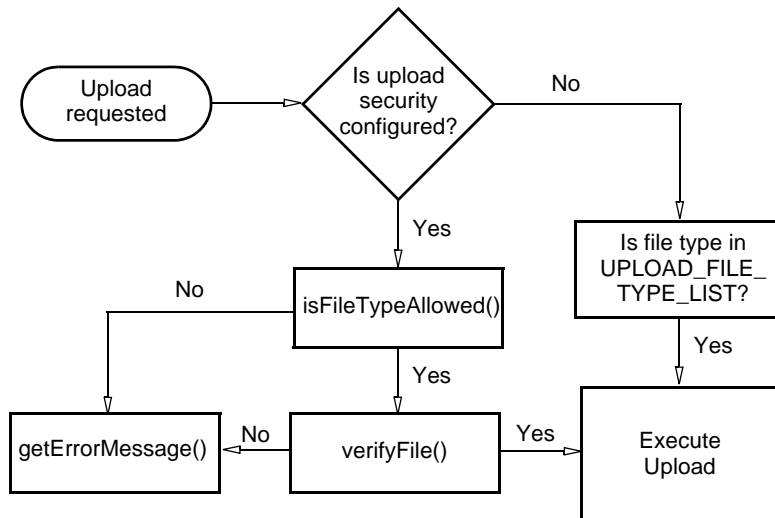 Upload
requested
Is upload
security
configured?
No
Yes
Is file type in
UPLOAD_FILE_
TYPE_LIST?
No
isFileTypeAllowed()
Yes
Yes
getErrorMessage()
No
verifyFile()
Yes
Execute
Upload